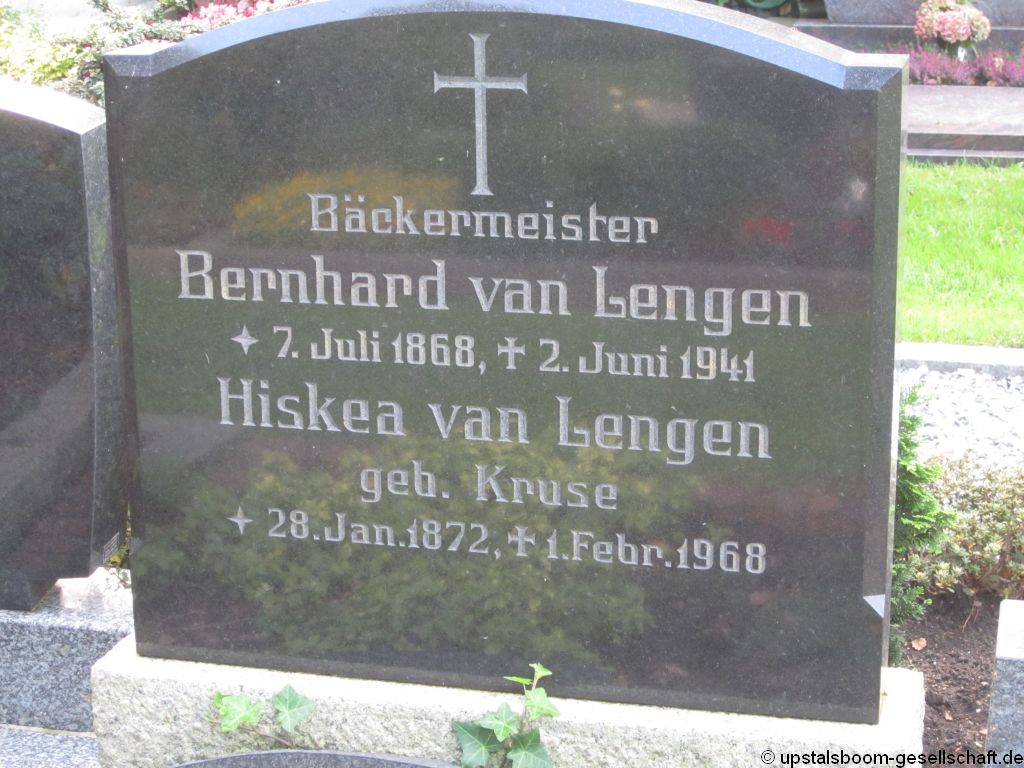 Bäckermeister
Bernhard van Lengen
✦ 7. Juli 1868, ✝ 2. Juni 1941
Hiskea van Lengen
geb. Kruse
✦ 28. Jan. 1872, ✝ 1. Febr. 1968
© upstalsboom-gesellschaft.de